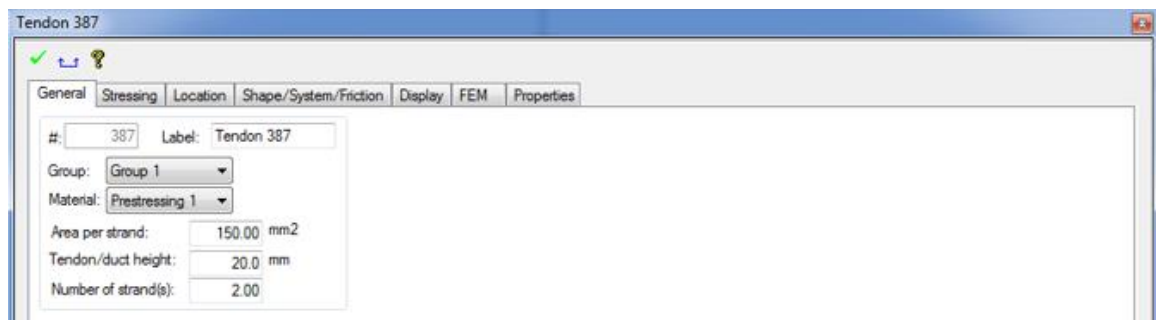 Tendon 387
General Stressing Location Shape/System/Friction Display FEM Properties
#: 387 Label: Tendon 387
Group: Group 1
Material: Prestressing 1
Area per strand: 150.00 mm2
Tendon/duct height: 20.0 mm
Number of strand(s): 2.00